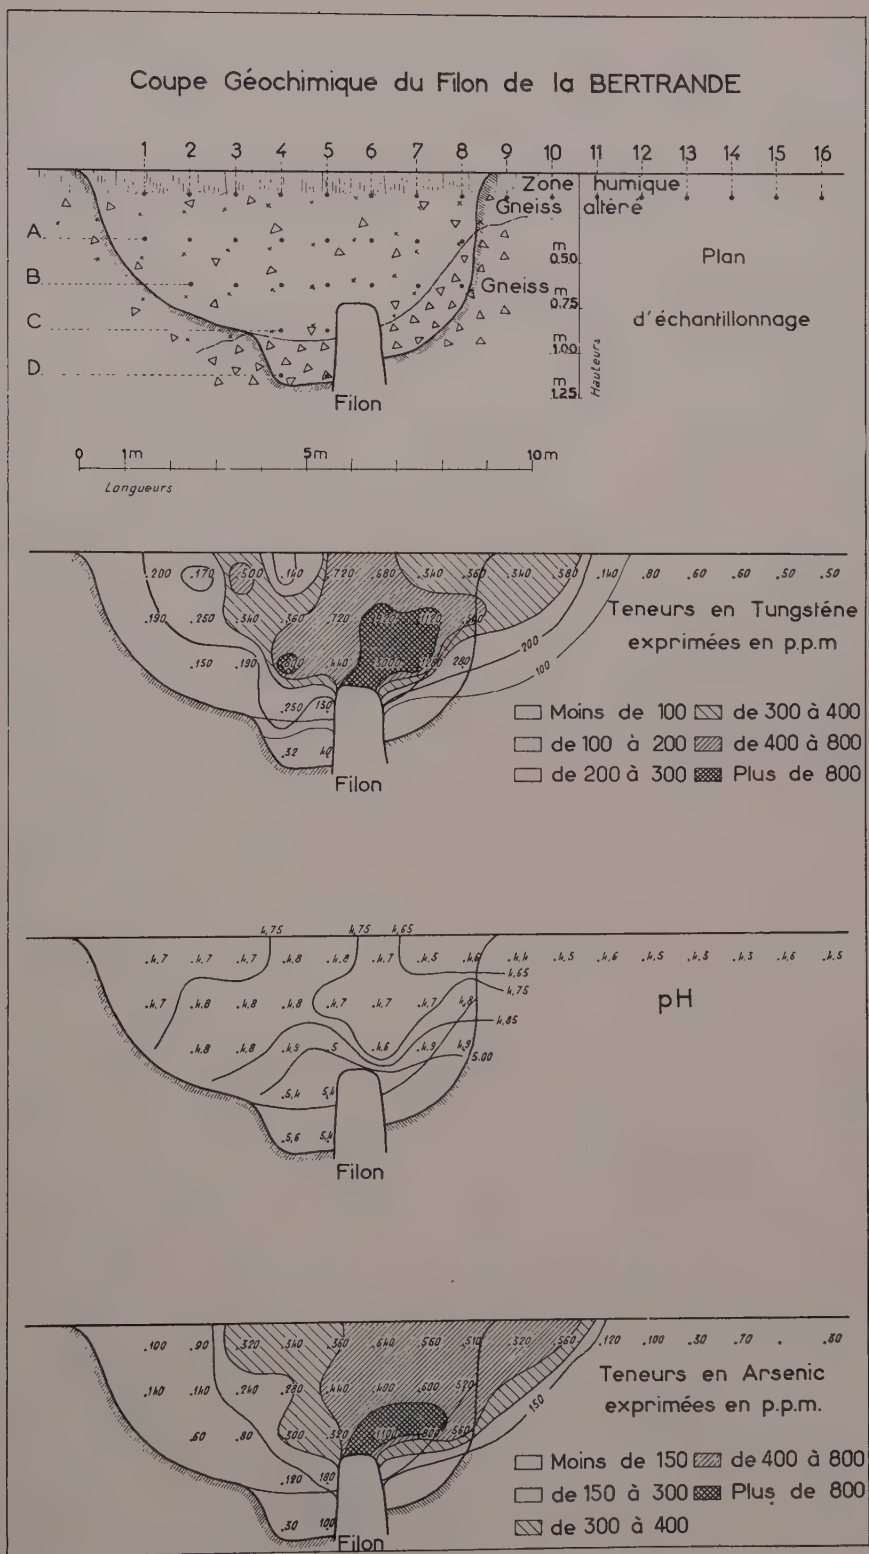 Coupe Géochimique du Filon de la BERTRANDE
1 2 3 4 5 6 7 8 9 10 11 12 13 14 15 16
Zone humique
Gneiss altéré
A
m
0.50
Plan
B
Gneiss
m
0.75
C
d'échantillonnage
m
1.00
D
m
1.25
Hauteurs
Filon
0 1m 5m 10m
Longueurs
.200 .170 .500 .140 .720 .680 .340 .360 .340 .380 .140 .80 .60 .60 .50 .50
.190 .250 .340 .360 .720 1120
Teneurs en Tungsténe
exprimées en p.p.m
.150 .190 .440 280 200 100
.250 130
.32 40
Filon
Moins de 100 de 300 à 400
de 100 à 200 de 400 à 800
de 200 à 300 Plus de 800
4,75 4,75 4,65
.4,7 .4,7 .4,7 .4,8 .4,8 .4,7 .4,5 .4,6 .4,4 .4,5 .4,6 .4,5 .4,3 .4,3 .4,6 .4,5
4,65
4,75
.4,7 .4,8 .4,8 .4,8 .4,7 .4,7 .4,7 4,8
pH
4,85
.4,8 .4,8 .4,9 .5 .4,6 .4,9 4,9
5.00
.5,4 5,4
.5,6 5,4
Filon
.100 .90 .320 .340 .360 .640 .560 .510 .520 .560 .120 .100 .70
.140 .140 .240 .280 .440 .400 .600 520
Teneurs en Arsenic
exprimées en p.p.m.
150
.80 .300 .320 1100 800 560
.120 180
100
Filon
Moins de 150 de 400 à 800
de 150 à 300 Plus de 800
de 300 à 400